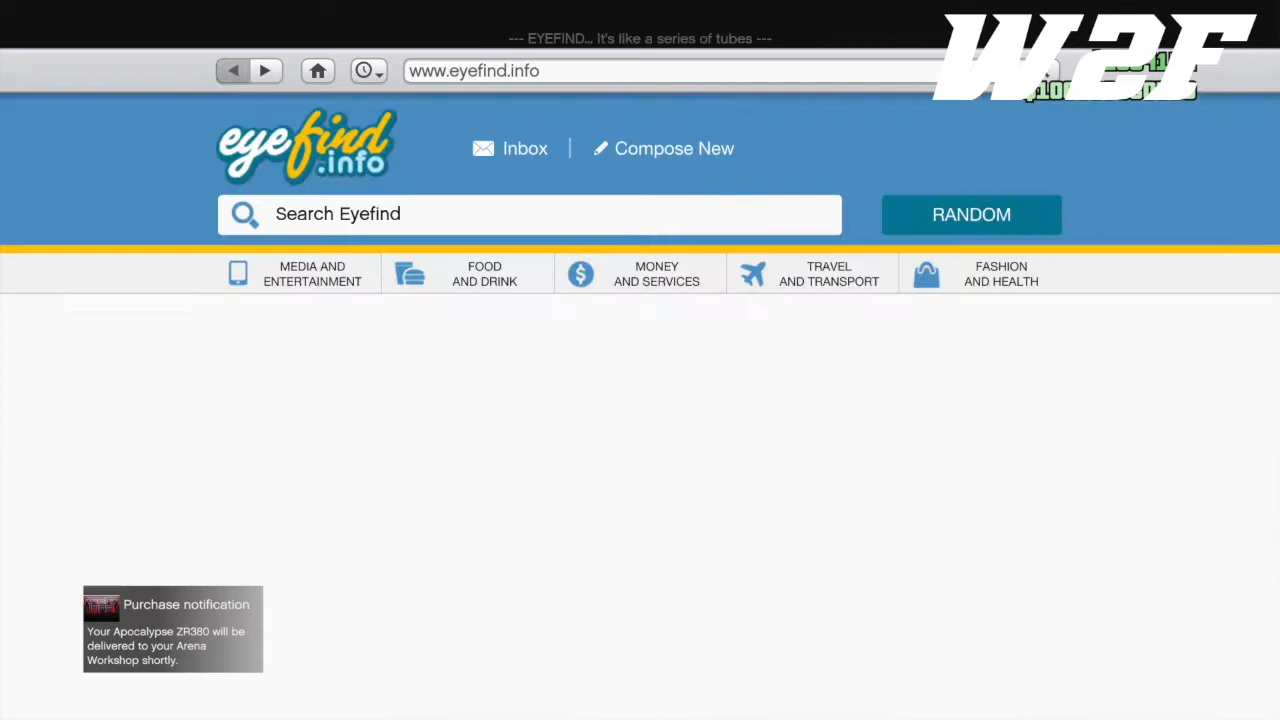 --- EYEFIND... It's like a series of tubes ---
W2F
www.eyefind.info
eyefind
.info
Inbox
Compose New
Search Eyefind
RANDOM
MEDIA AND
ENTERTAINMENT
FOOD
AND DRINK
MONEY
AND SERVICES
TRAVEL
AND TRANSPORT
FASHION
AND HEALTH
Purchase notification
Your Apocalypse ZR380 will be
delivered to your Arena
Workshop shortly.